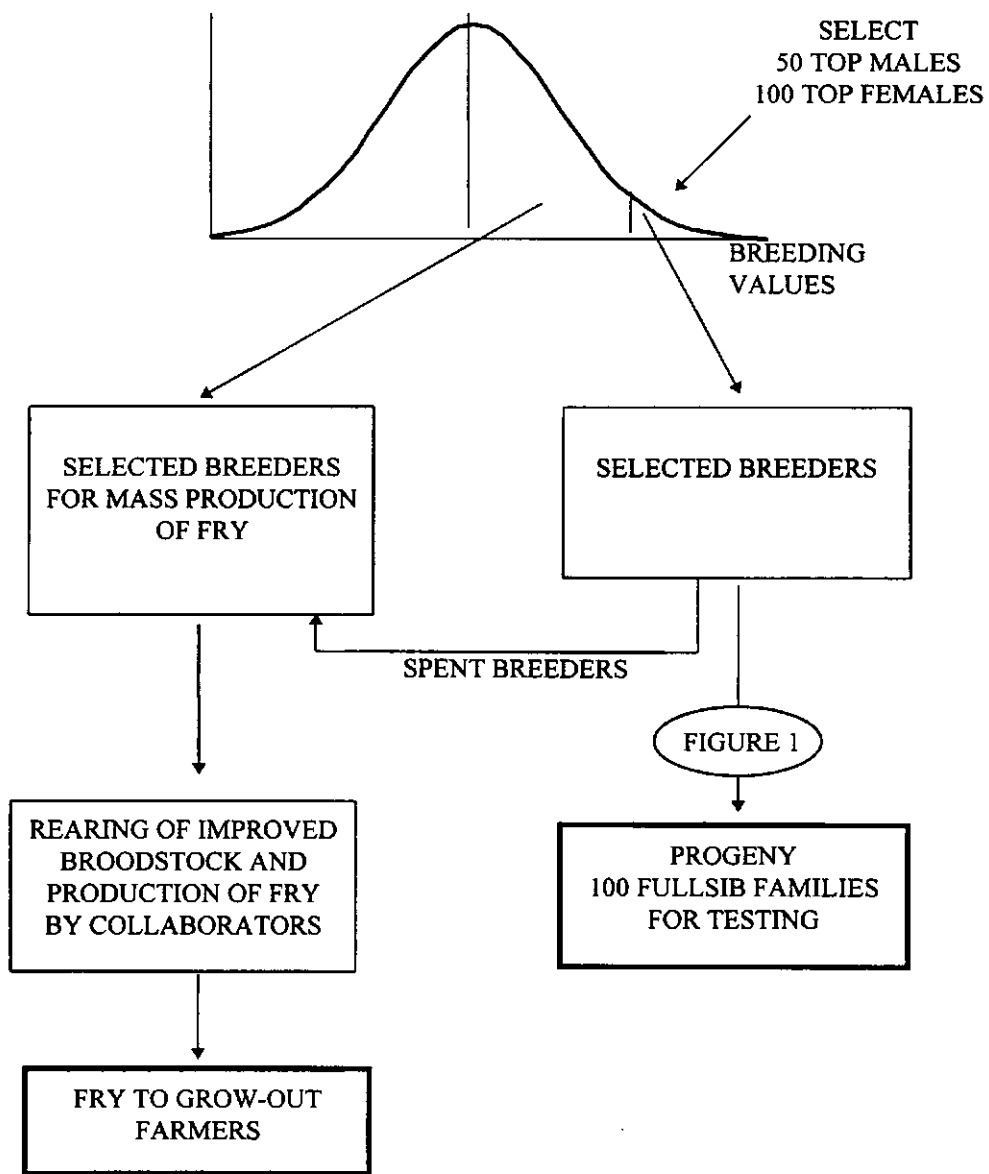 SELECT
50 TOP MALES
100 TOP FEMALES
BREEDING
VALUES
SELECTED BREEDERS
FOR MASS PRODUCTION
OF FRY
SELECTED BREEDERS
SPENT BREEDERS
FIGURE 1
REARING OF IMPROVED
BROODSTOCK AND
PRODUCTION OF FRY
BY COLLABORATORS
PROGENY
100 FULLSIB FAMILIES
FOR TESTING
FRY TO GROW-OUT
FARMERS